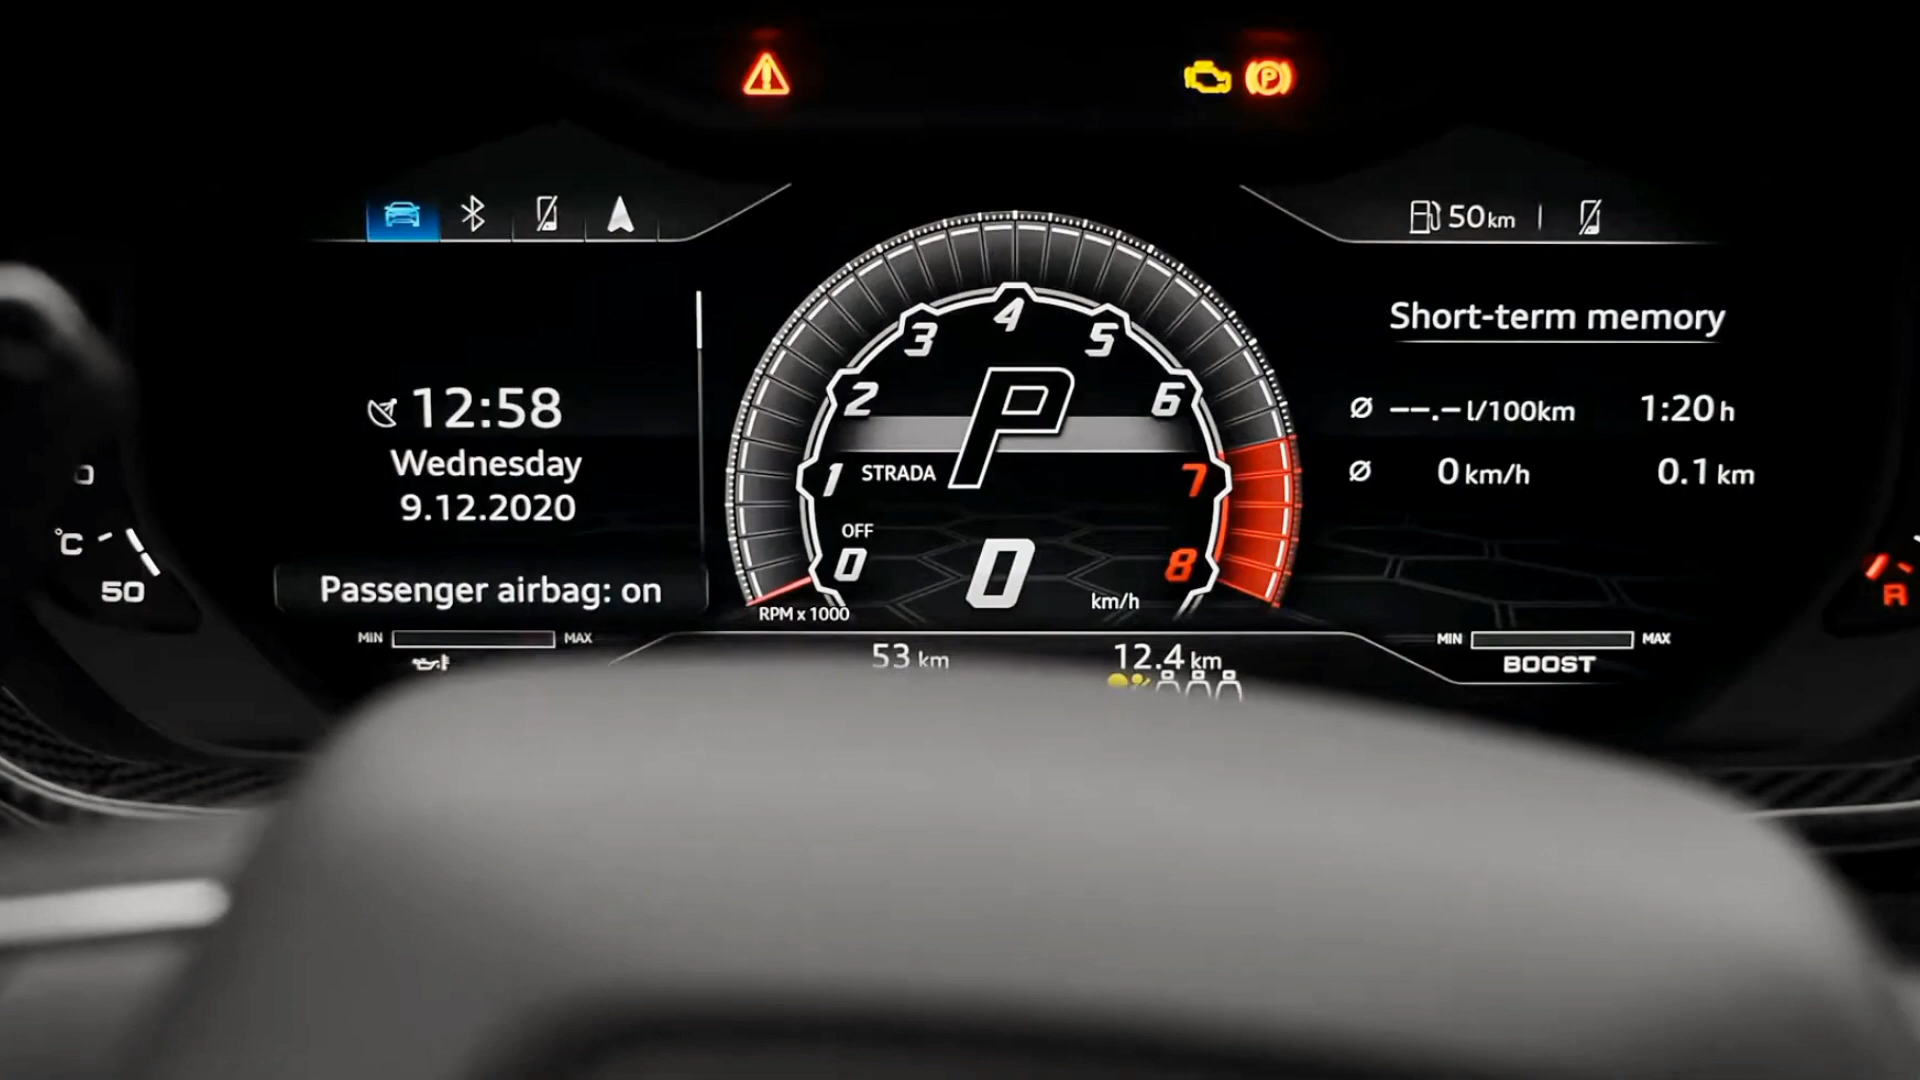 50 km
Short-term memory
12:58
Wednesday
9.12.2020
Passenger airbag: on
MIN MAX
°C
50
0 1 2 3 4 5 6 7 8
P
STRADA
OFF
0
km/h
RPM x 1000
53 km
12.4 km
Ø --.- l/100km 1:20 h
Ø 0 km/h 0.1 km
MIN MAX
BOOST
R